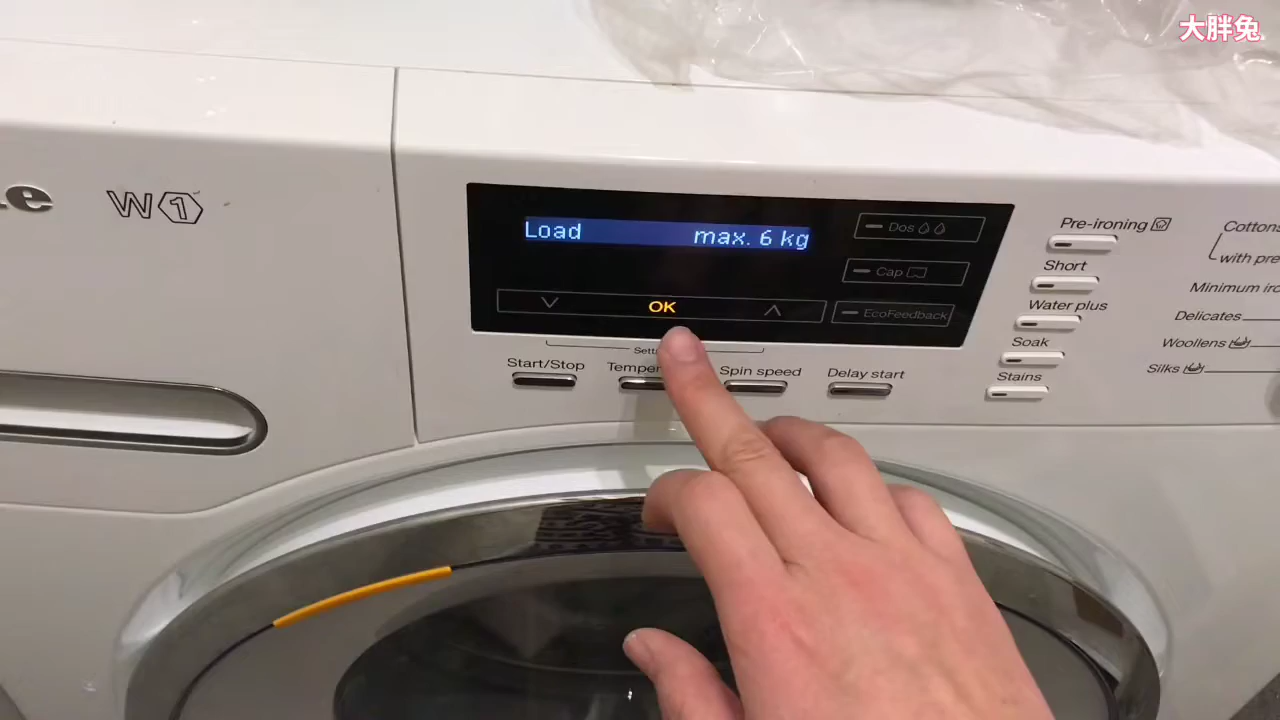 大胖兔
W1
Load max. 6 kg
Dos
Cap
EcoFeedback
OK
Start/Stop
Spin speed
Delay start
Pre-ironing
Short
Water plus
Soak
Stains
Cottons
with pre
Minimum iro
Delicates
Woollens
Silks